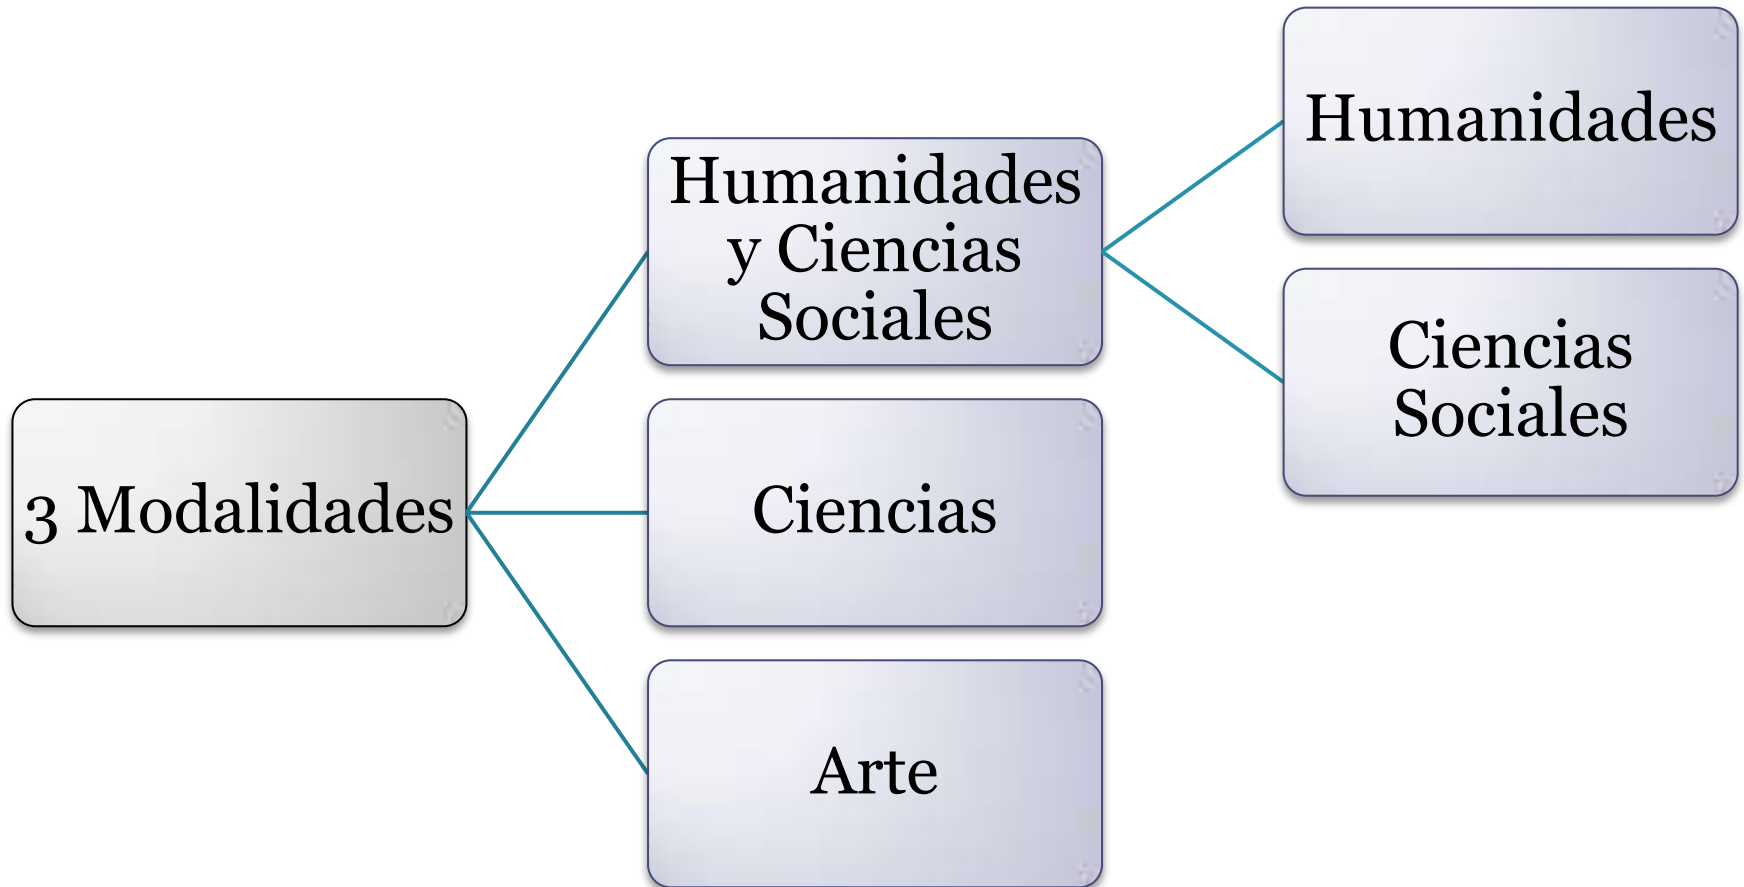 3 Modalidades
Humanidades
y Ciencias
Sociales
Humanidades
Ciencias
Sociales
Ciencias
Arte